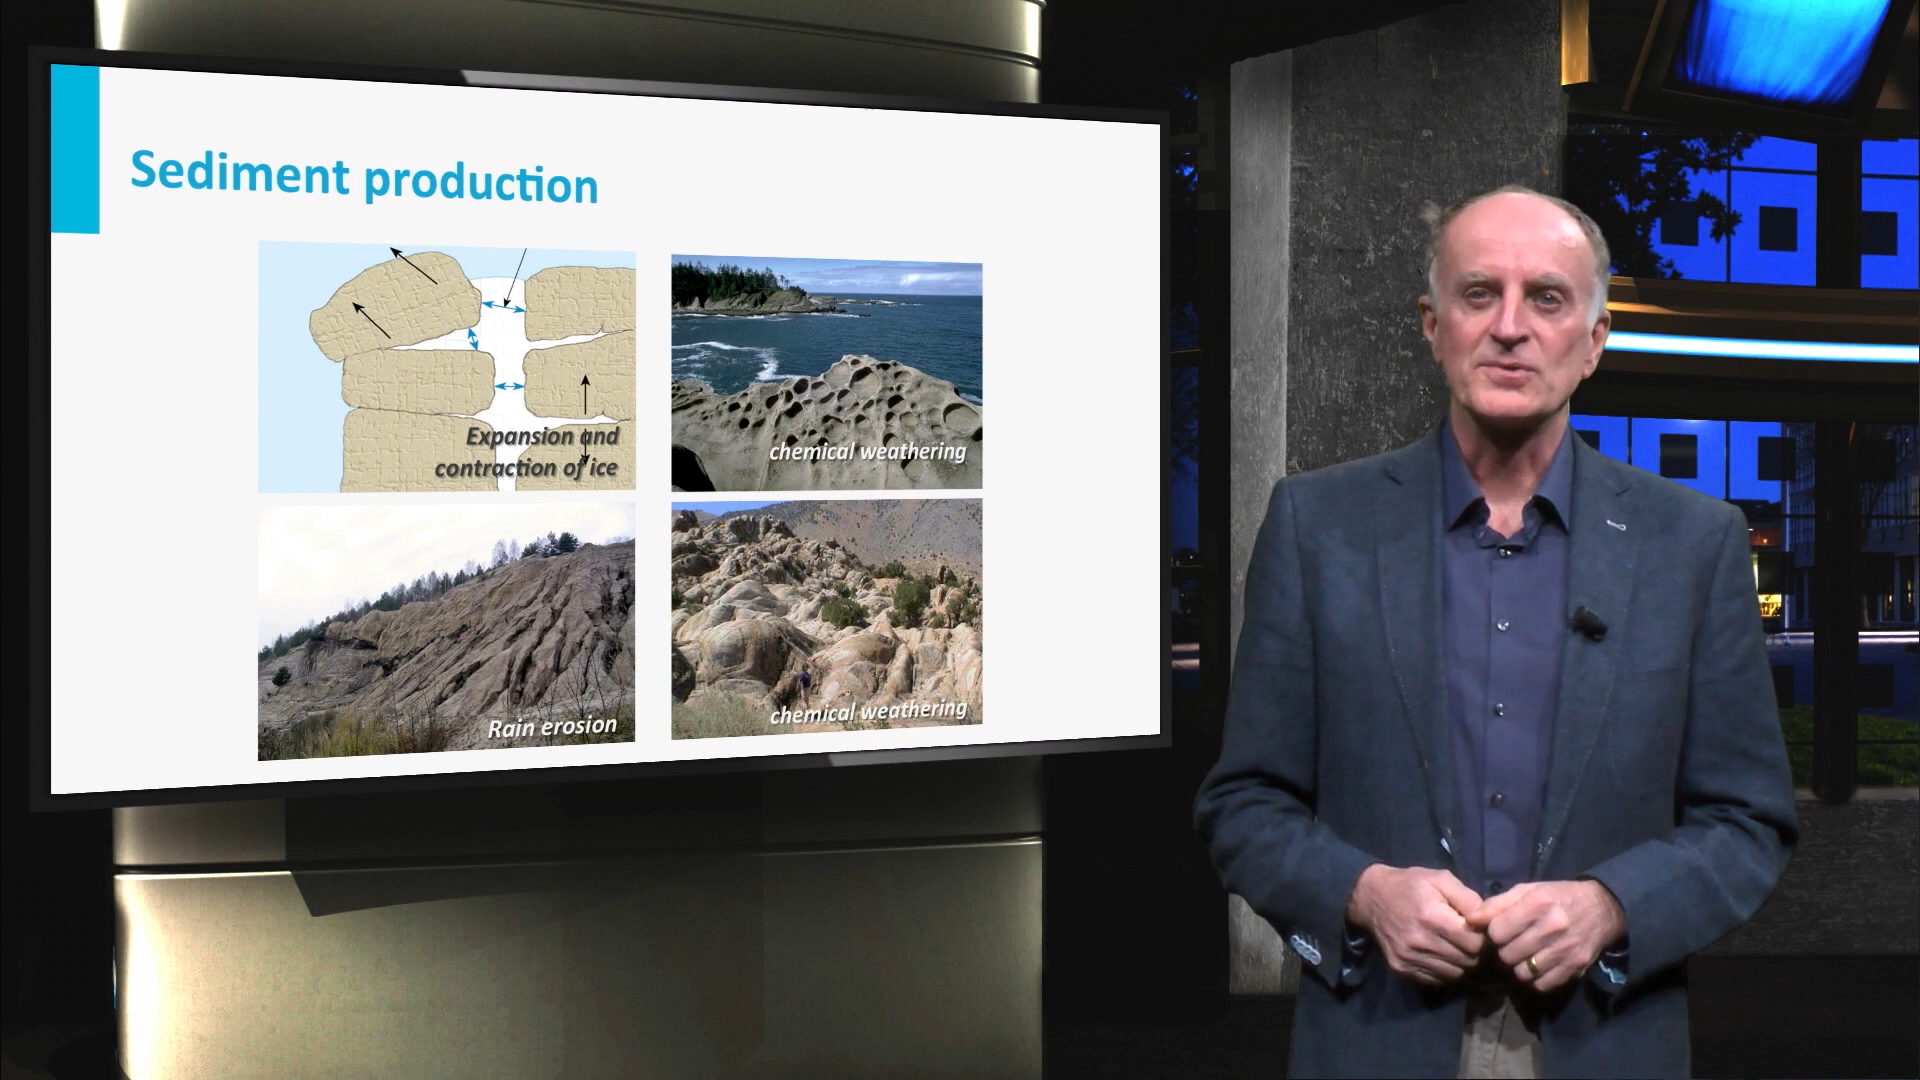 Sediment production
Expansion and
contraction of ice
chemical weathering
Rain erosion
chemical weathering